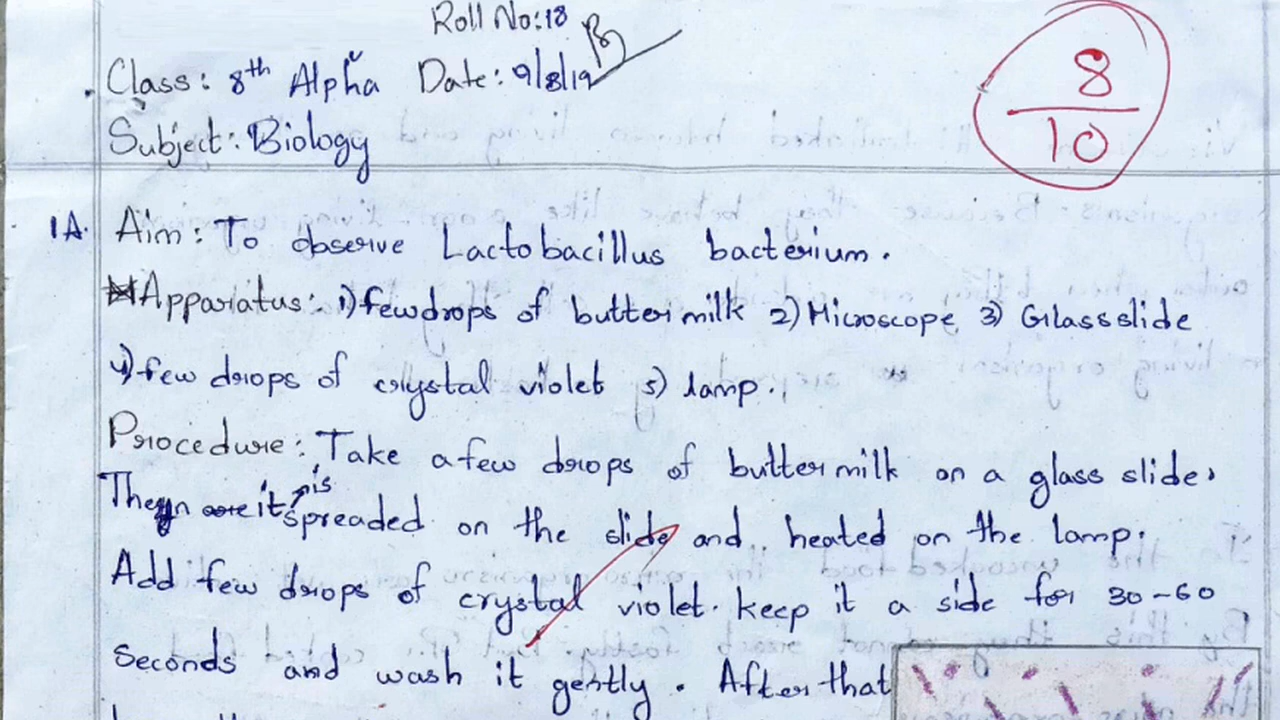 Roll No:18
Class: 8th Alpha Date: 9/8/19
Subject: Biology
8
10
1A. Aim: To observe Lactobacillus bacterium.
Apparatus: 1) few drops of butter milk 2) Microscope 3) Glass slide
4) few drops of crystal violet 5) lamp.
Procedure: Take a few drops of butter milk on a glass slide.
Then it is spreaded on the slide and heated on the lamp.
Add few drops of crystal violet. keep it a side for 30-60
seconds and wash it gently. After that